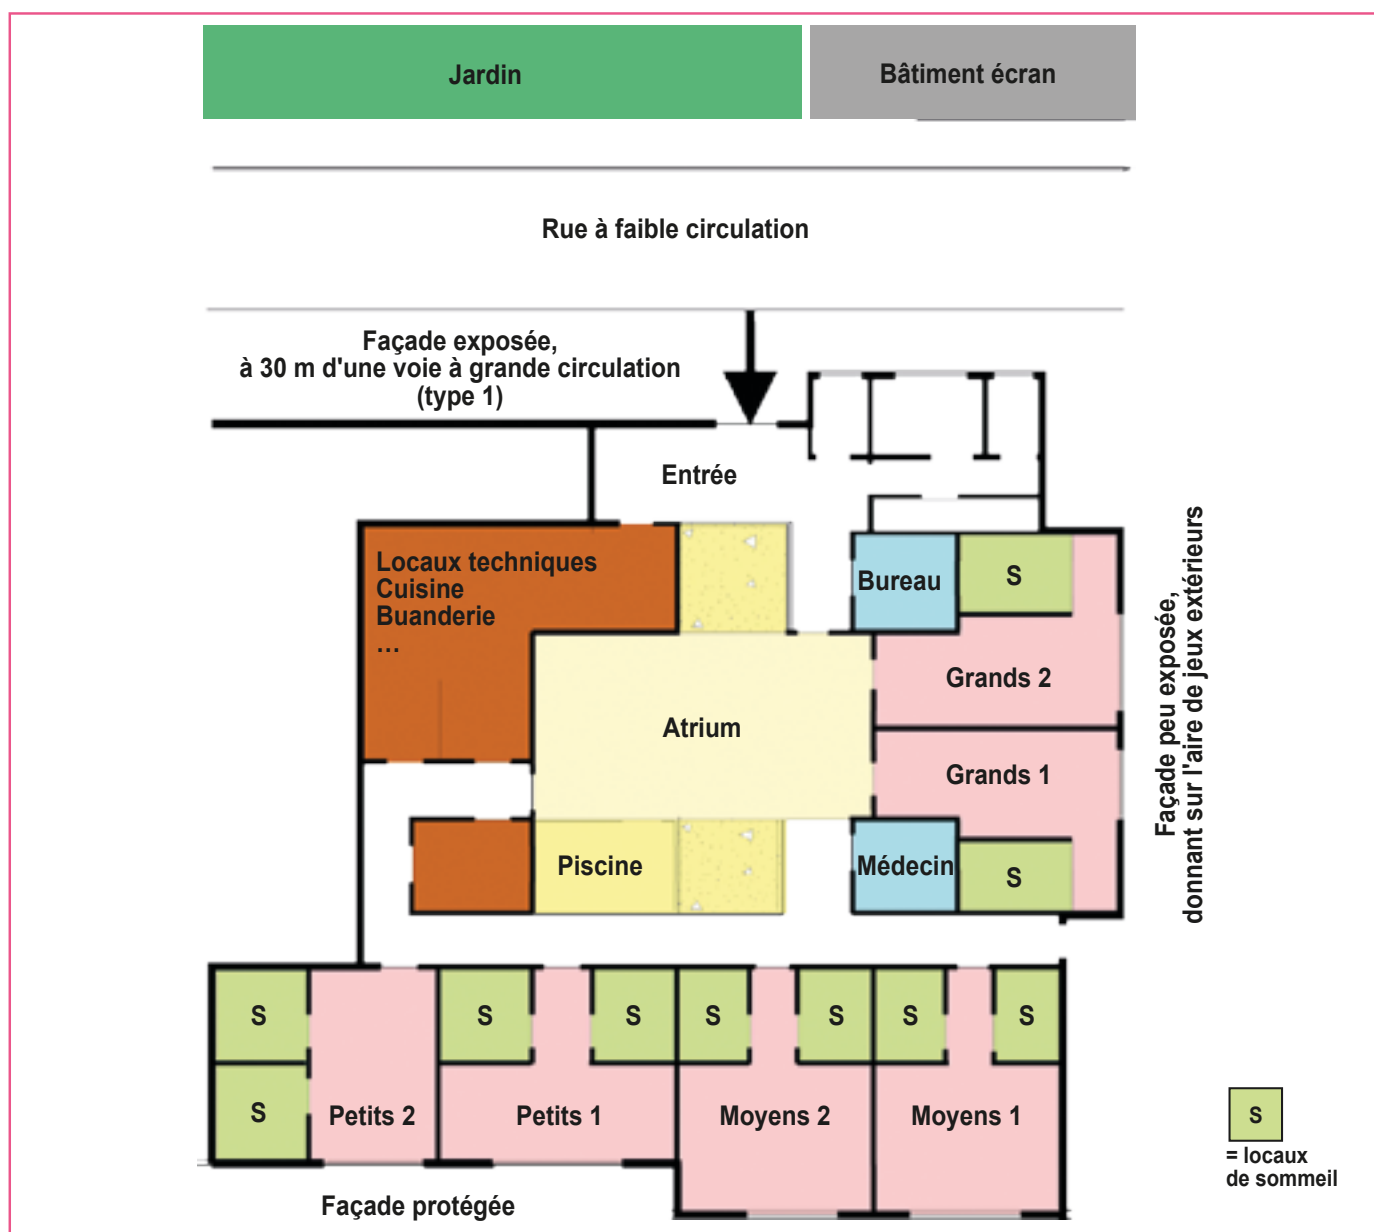 Jardin
Bâtiment écran
Rue à faible circulation
Façade exposée,
à 30 m d'une voie à grande circulation
(type 1)
Entrée
Locaux techniques
Cuisine
Buanderie
...
Bureau
S
Grands 2
Atrium
Grands 1
Façade peu exposée,
donnant sur l'aire de jeux extérieurs
Piscine
Médecin
S
S
S
S
S
S
S
S
S
Petits 2
Petits 1
Moyens 2
Moyens 1
Façade protégée
S
= locaux
de sommeil